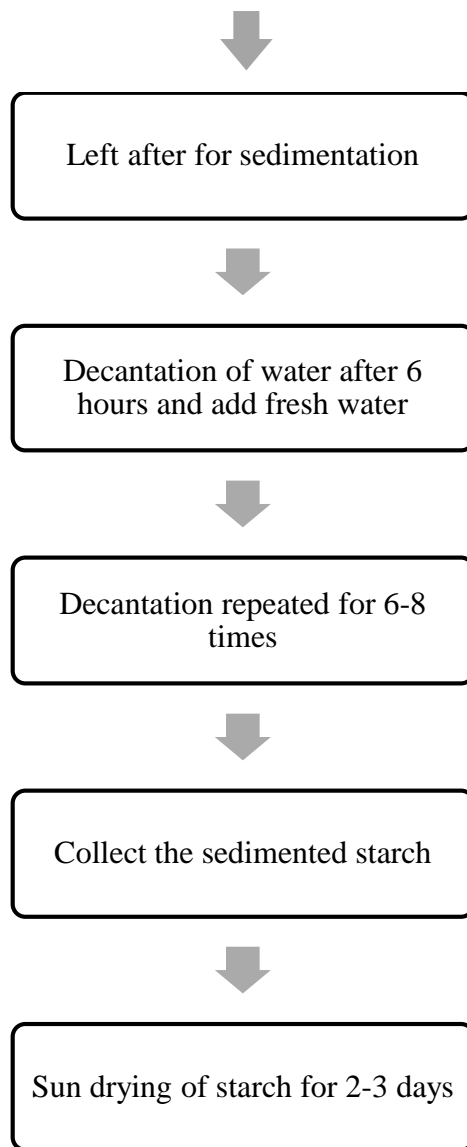 Left after for sedimentation
Decantation of water after 6
hours and add fresh water
Decantation repeated for 6-8
times
Collect the sedimented starch
Sun drying of starch for 2-3 days